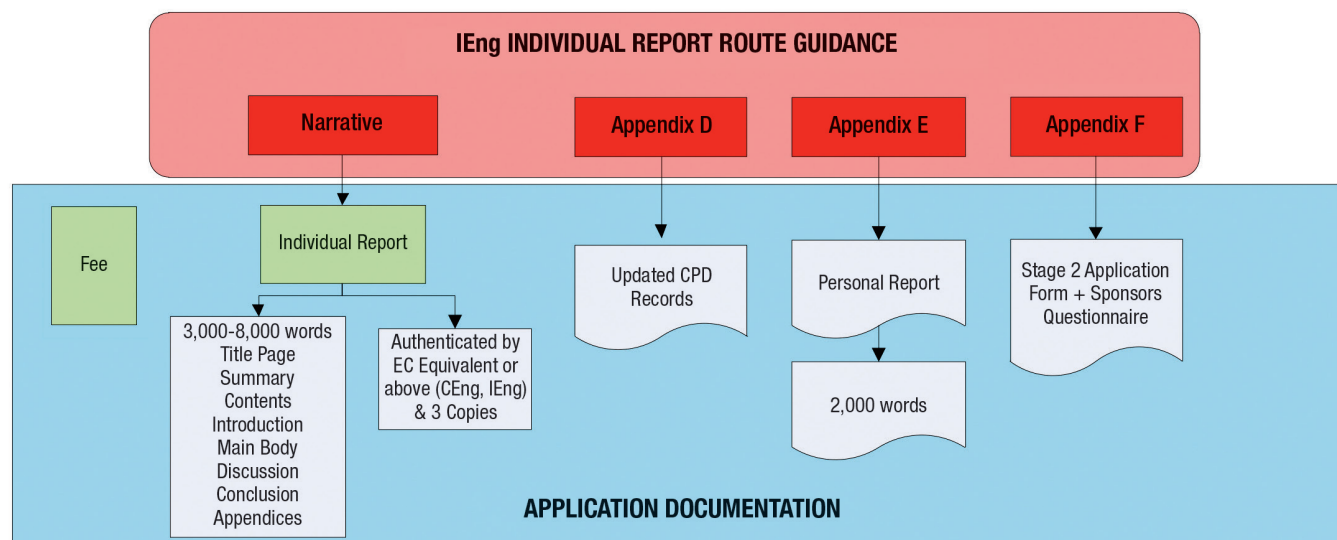 IEng INDIVIDUAL REPORT ROUTE GUIDANCE
Narrative
Appendix D
Appendix E
Appendix F
Fee
Individual Report
Updated CPD
Records
Personal Report
Stage 2 Application
Form + Sponsors
Questionnaire
3,000-8,000 words
Title Page
Summary
Contents
Introduction
Main Body
Discussion
Conclusion
Appendices
Authenticated by
EC Equivalent or
above (CEng, IEng)
& 3 Copies
2,000 words
APPLICATION DOCUMENTATION